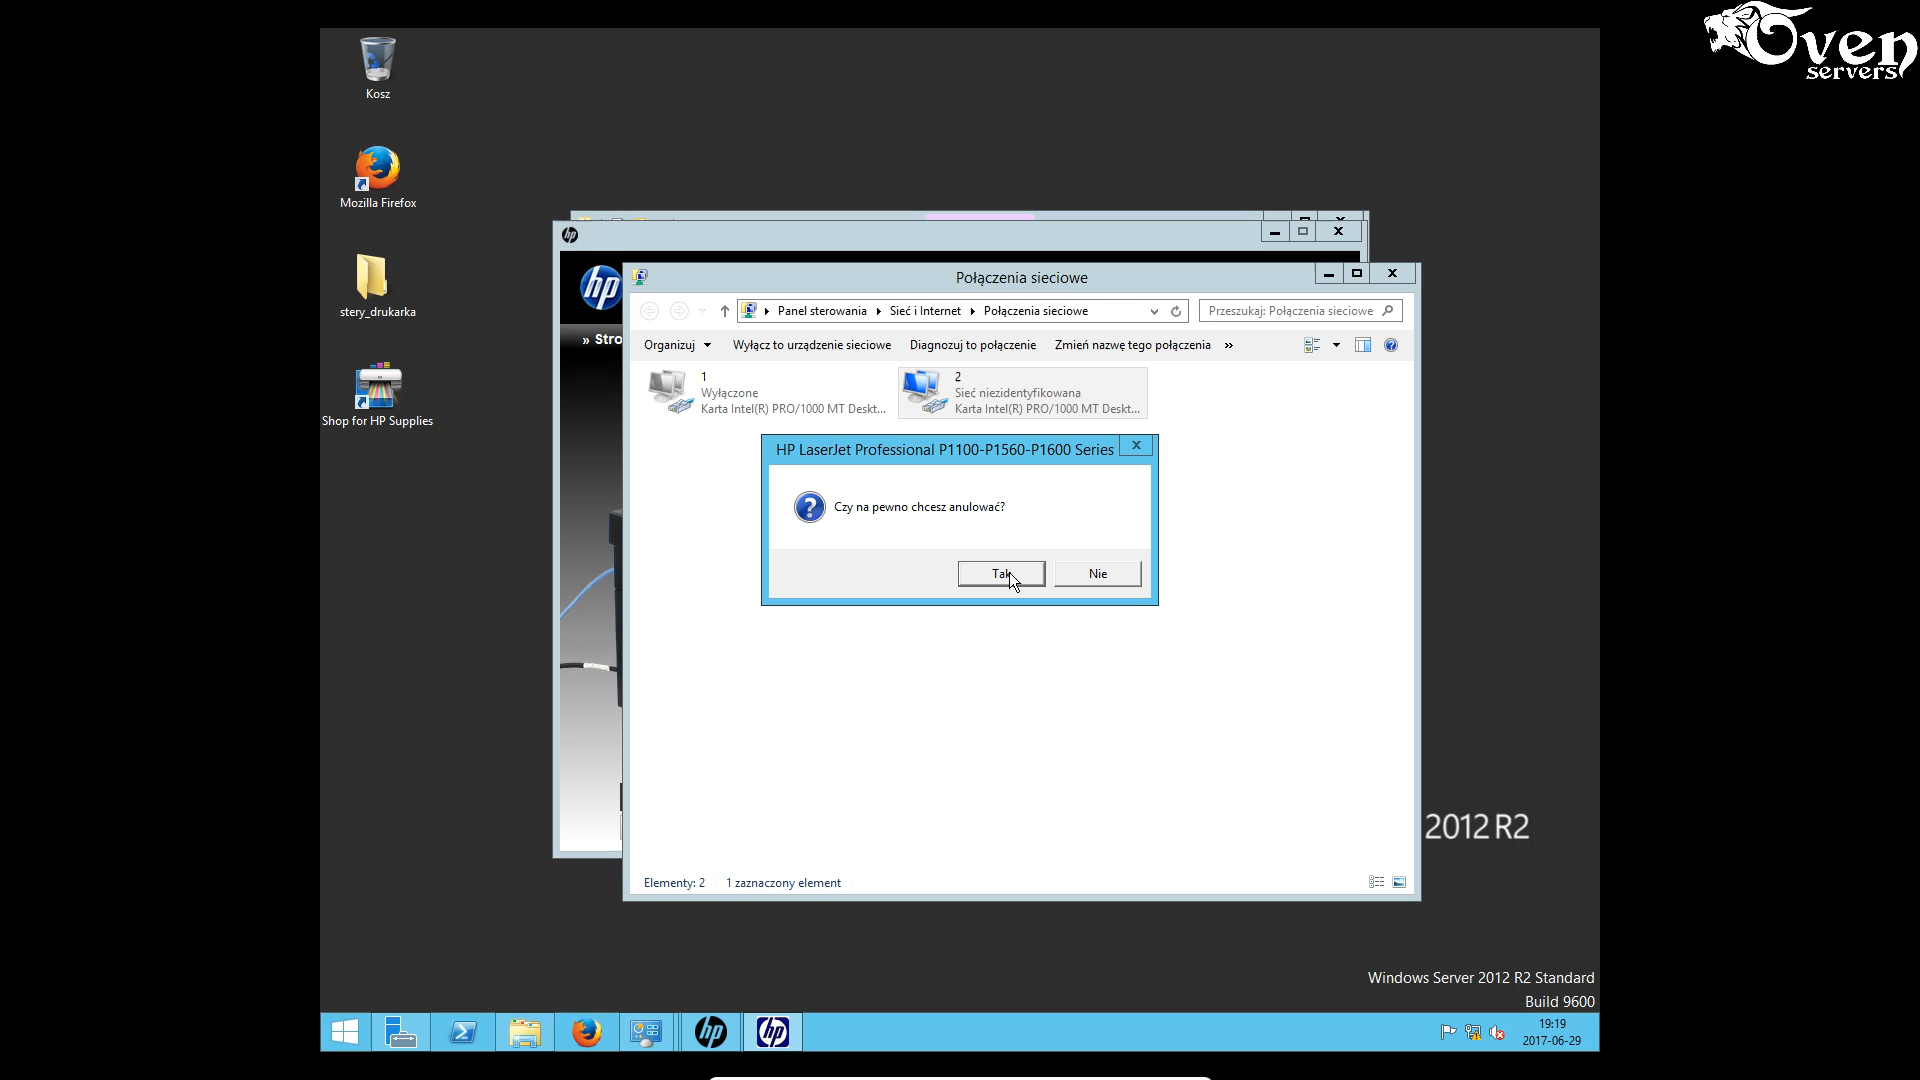 Oven
servers
Kosz
Mozilla Firefox
stery_drukarka
Shop for HP Supplies
hp
hp
» Stro
Połączenia sieciowe
Panel sterowania
Sieć i Internet
Połączenia sieciowe
Przeszukaj: Połączenia sieciowe
Organizuj
Wyłącz to urządzenie sieciowe
Diagnozuj to połączenie
Zmień nazwę tego połączenia
»
1
Wyłączone
Karta Intel(R) PRO/1000 MT Deskt...
2
Sieć niezidentyfikowana
Karta Intel(R) PRO/1000 MT Deskt...
HP LaserJet Professional P1100-P1560-P1600 Series
Czy na pewno chcesz anulować?
Tak
Nie
Elementy: 2
1 zaznaczony element
2012 R2
Windows Server 2012 R2 Standard
Build 9600
hp
hp
19:19
2017-06-29